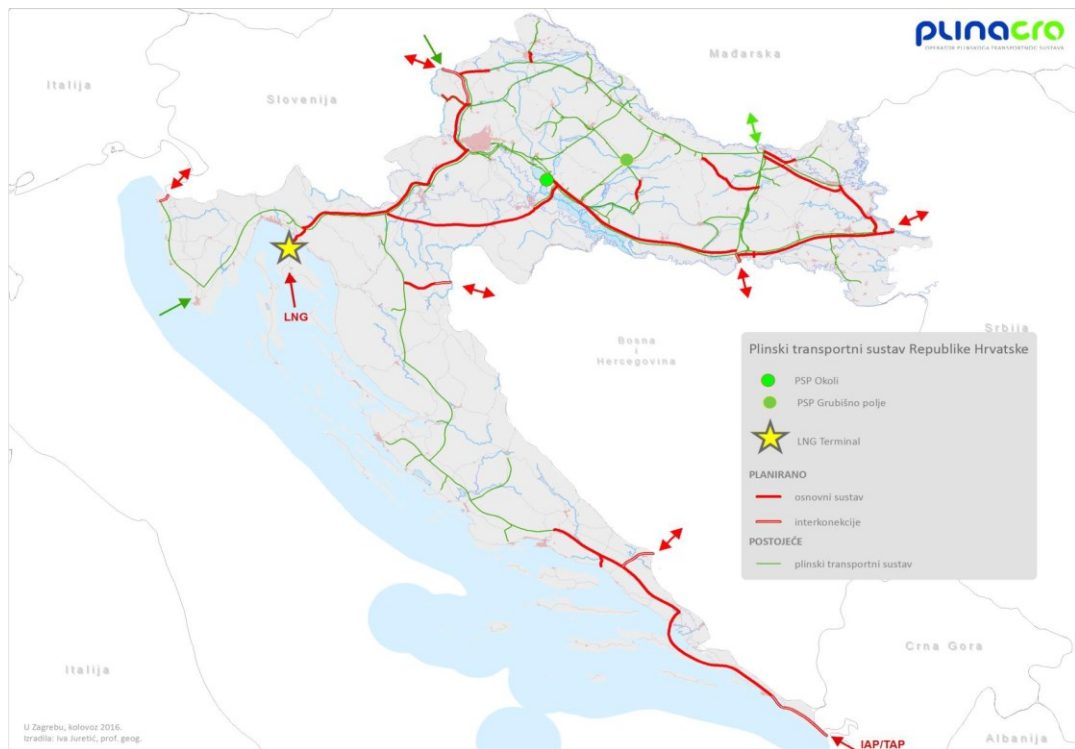 plinacro
OPERATOR PLINSKOGA TRANSPORTNOG SUSTAVA
Mađarska
Italija
Slovenija
LNG
Bosna
i
Hercegovina
Srbija
Plinski transportni sustav Republike Hrvatske
PSP Okoli
PSP Grubišno polje
LNG Terminal
PLANIRANO
osnovni sustav
interkonekcije
POSTOJEĆE
plinski transportni sustav
Crna Gora
Italija
Albanija
IAP/TAP
U Zagrebu, kolovoz 2016.
Izradila: Iva Juretić, prof. geog.